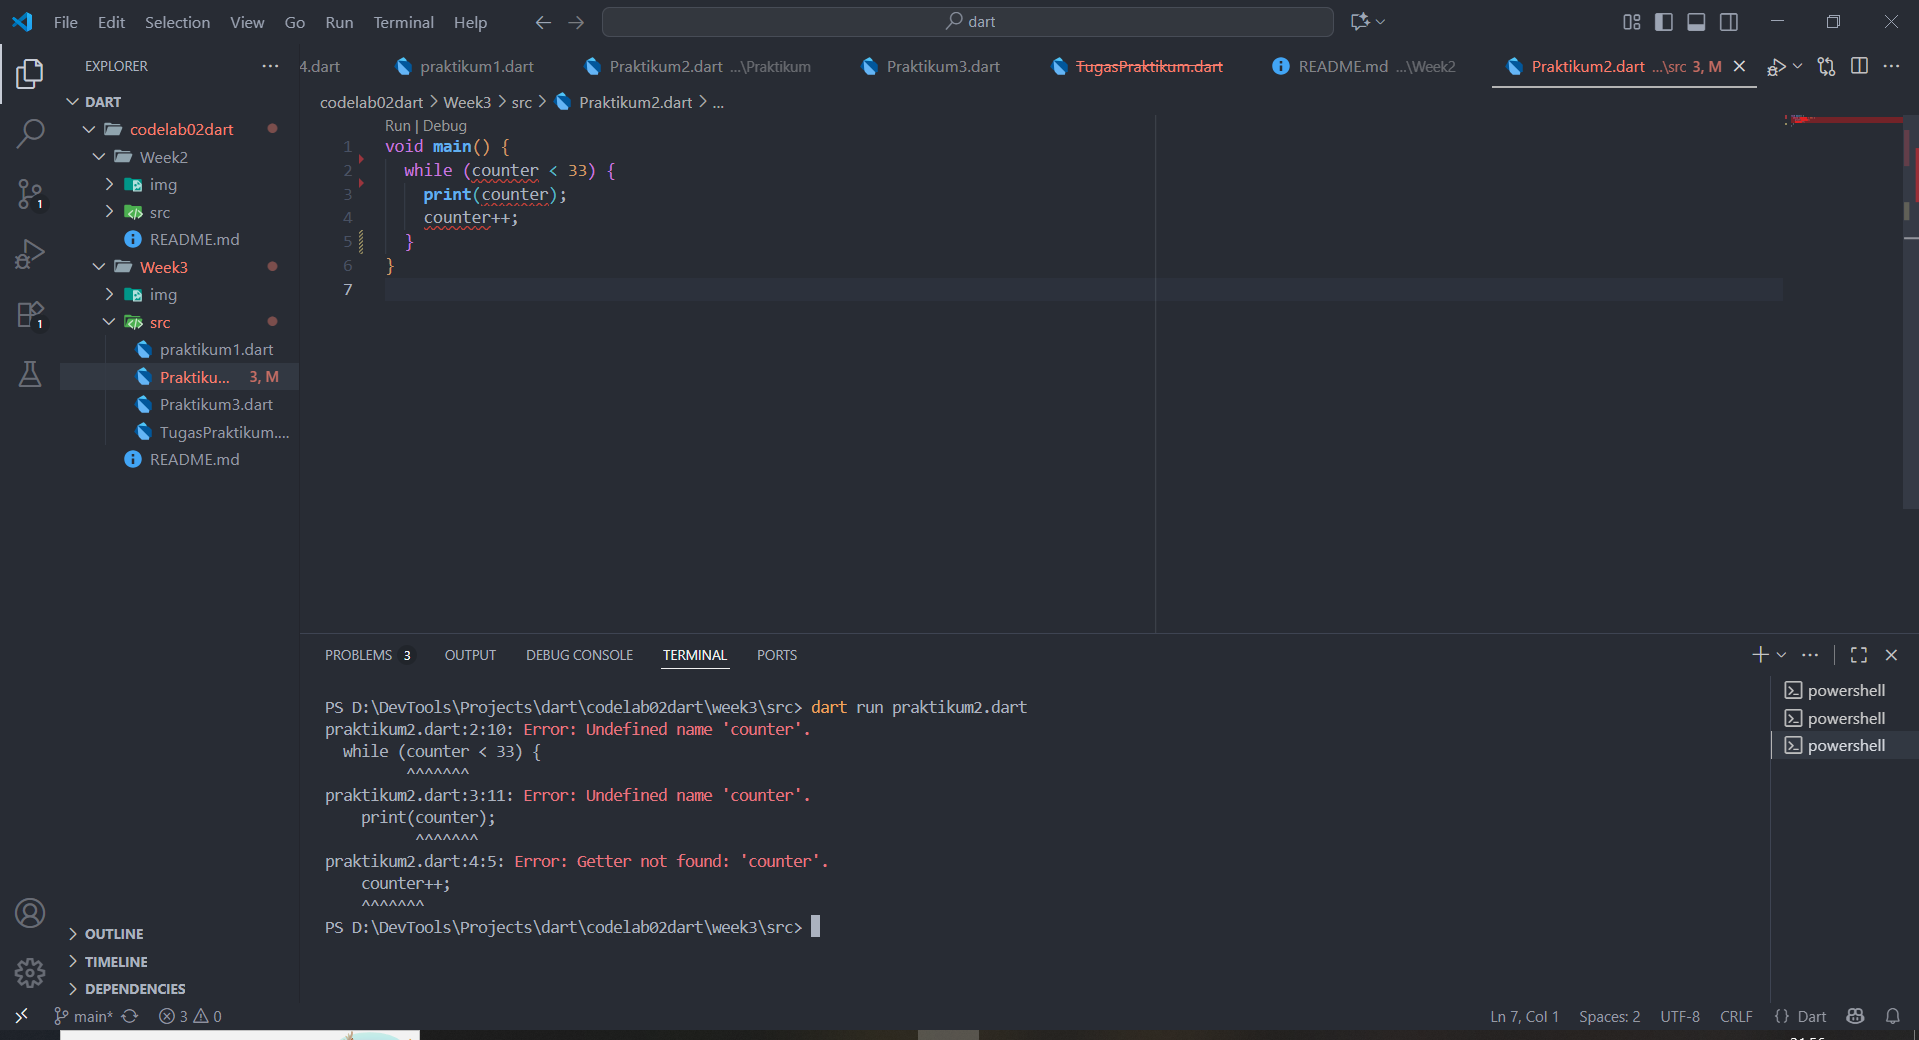 File Edit Selection View Go Run Terminal Help
dart
EXPLORER
DART
codelab02dart
Week2
img
src
README.md
Week3
img
src
praktikum1.dart
Praktiku... 3, M
Praktikum3.dart
TugasPraktikum....
README.md
OUTLINE
TIMELINE
DEPENDENCIES
1
1
4.dart praktikum1.dart Praktikum2.dart ...\Praktikum Praktikum3.dart TugasPraktikum.dart README.md ...\Week2 Praktikum2.dart ...\src 3, M
codelab02dart > Week3 > src > Praktikum2.dart > ...
Run | Debug
1 void main() {
2 while (counter < 33) {
3 print(counter);
4 counter++;
5 }
6 }
7
PROBLEMS 3 OUTPUT DEBUG CONSOLE TERMINAL PORTS
PS D:\DevTools\Projects\dart\codelab02dart\week3\src> dart run praktikum2.dart
praktikum2.dart:2:10: Error: Undefined name 'counter'.
while (counter < 33) {
^^^^^^^
praktikum2.dart:3:11: Error: Undefined name 'counter'.
print(counter);
^^^^^^^
praktikum2.dart:4:5: Error: Getter not found: 'counter'.
counter++;
^^^^^^^
PS D:\DevTools\Projects\dart\codelab02dart\week3\src>
powershell
powershell
powershell
main* 3 0
Ln 7, Col 1 Spaces: 2 UTF-8 CRLF {} Dart